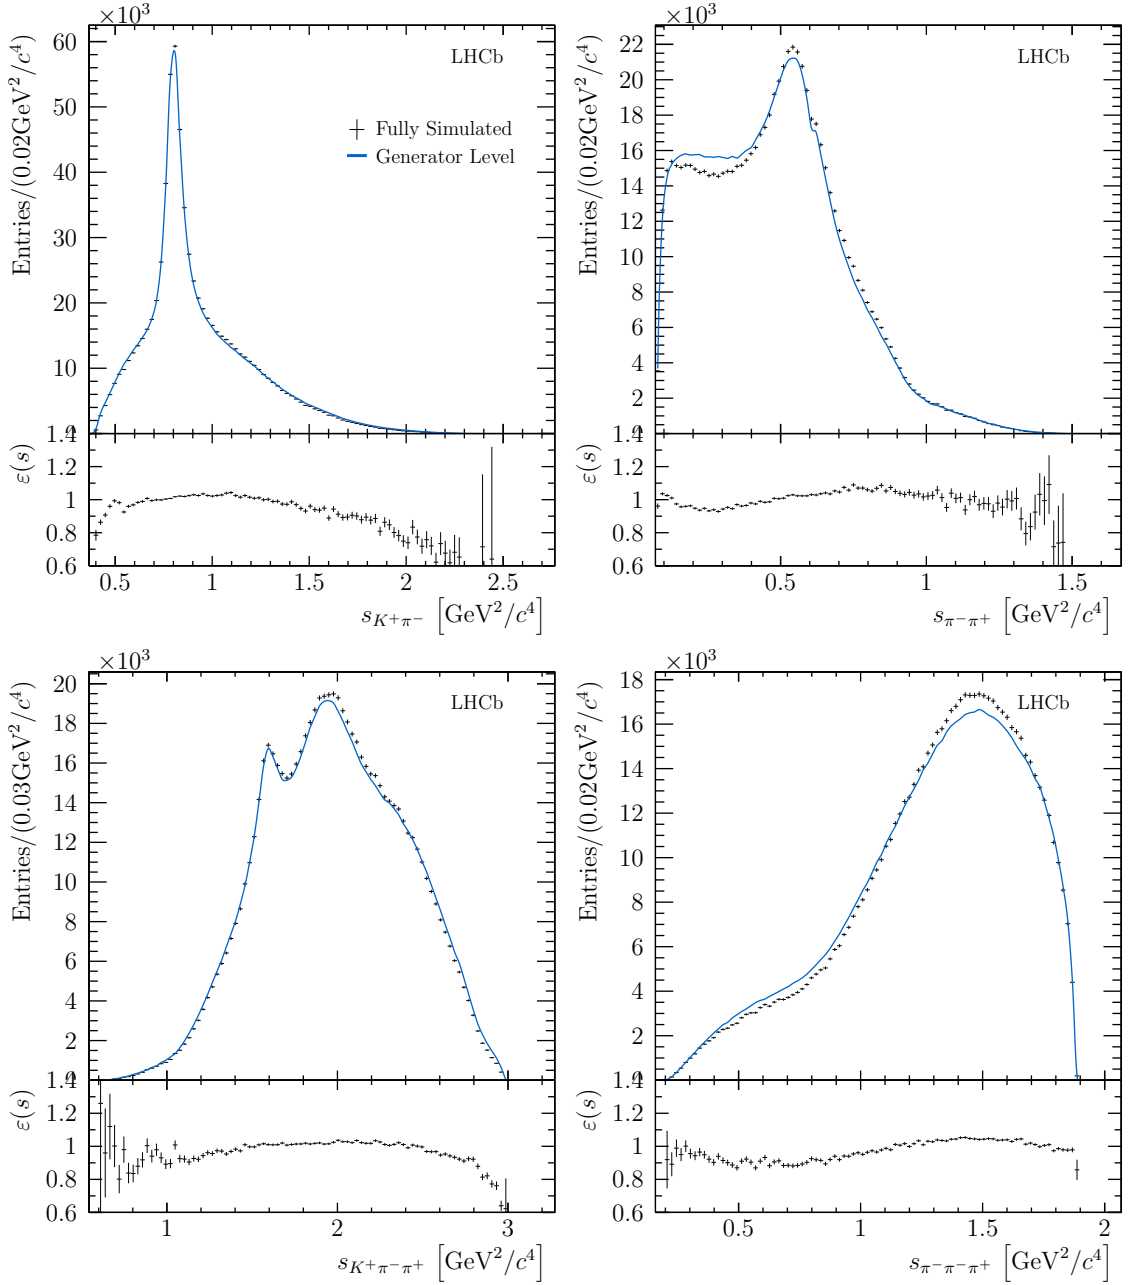 ×10³ ×10³
Entries/(0.02GeV²/c⁴)
60
50
40
30
20
10
LHCb
Fully Simulated
Generator Level
ε(s)
1.4
1.2
1
0.8
0.6
0.5 1 1.5 2 2.5
s_{K⁺π⁻} [GeV²/c⁴]
Entries/(0.02GeV²/c⁴)
22
20
18
16
14
12
10
8
6
4
2
LHCb
ε(s)
1.4
1.2
1
0.8
0.6
0.5 1 1.5
s_{π⁻π⁺} [GeV²/c⁴]
×10³ ×10³
Entries/(0.03GeV²/c⁴)
20
18
16
14
12
10
8
6
4
2
LHCb
ε(s)
1.4
1.2
1
0.8
0.6
1 2 3
s_{K⁺π⁻π⁺} [GeV²/c⁴]
Entries/(0.02GeV²/c⁴)
18
16
14
12
10
8
6
4
2
LHCb
ε(s)
1.4
1.2
1
0.8
0.6
0.5 1 1.5 2
s_{π⁻π⁻π⁺} [GeV²/c⁴]